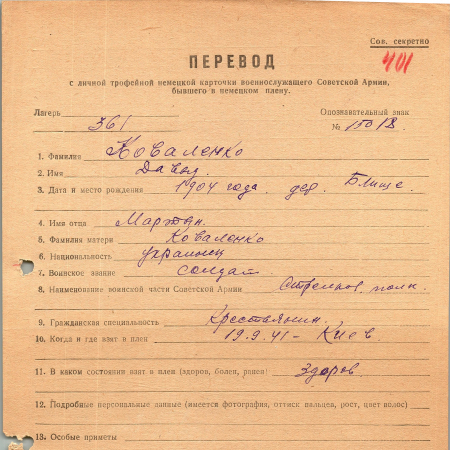 Сов. секретно
401
ПЕРЕВОД
с личной трофейной немецкой карточки военнослужащего Советской Армии,
бывшего в немецком плену.
Лагерь Опознавательный знак
361 №
1. Фамилия Коваленко
2. Имя Давид
3. Дата и место рождения 1904 года. дер. Блище.
4. Имя отца Мартын.
5. Фамилия матери Коваленко
6. Национальность украинец
7. Воинское звание солдат
8. Наименование воинской части Советской Армии Стрелков. полк.
9. Гражданская специальность Крестьянин.
10. Когда и где взят в плен 19.9.41 - Киев.
11. В каком состоянии взят в плен (здоров, болен, ранен) Здоров.
12. Подробные персональные данные (имеется фотография, оттиск пальцев, рост, цвет волос)
13. Особые приметы